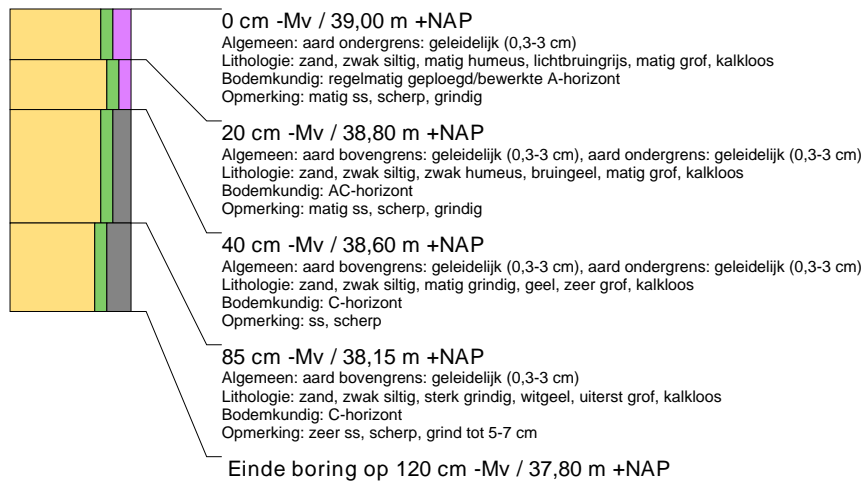 0 cm -Mv / 39,00 m +NAP
Algemeen: aard ondergrens: geleidelijk (0,3-3 cm)
Lithologie: zand, zwak siltig, matig humeus, lichtbruingrijs, matig grof, kalkloos
Bodemkundig: regelmatig geploegd/bewerkte A-horizont
Opmerking: matig ss, scherp, grindig
20 cm -Mv / 38,80 m +NAP
Algemeen: aard bovengrens: geleidelijk (0,3-3 cm), aard ondergrens: geleidelijk (0,3-3 cm)
Lithologie: zand, zwak siltig, zwak humeus, bruingeel, matig grof, kalkloos
Bodemkundig: AC-horizont
Opmerking: matig ss, scherp, grindig
40 cm -Mv / 38,60 m +NAP
Algemeen: aard bovengrens: geleidelijk (0,3-3 cm), aard ondergrens: geleidelijk (0,3-3 cm)
Lithologie: zand, zwak siltig, matig grindig, geel, zeer grof, kalkloos
Bodemkundig: C-horizont
Opmerking: ss, scherp
85 cm -Mv / 38,15 m +NAP
Algemeen: aard bovengrens: geleidelijk (0,3-3 cm)
Lithologie: zand, zwak siltig, sterk grindig, witgeel, uiterst grof, kalkloos
Bodemkundig: C-horizont
Opmerking: zeer ss, scherp, grind tot 5-7 cm
Einde boring op 120 cm -Mv / 37,80 m +NAP